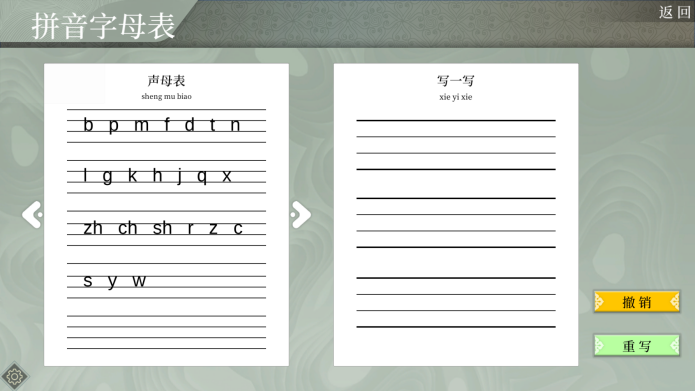 拼音字母表
返回
声母表
sheng mu biao
b p m f d t n
l g k h j q x
zh ch sh r z c
s y w
写一写
xie yi xie
撤销
重写